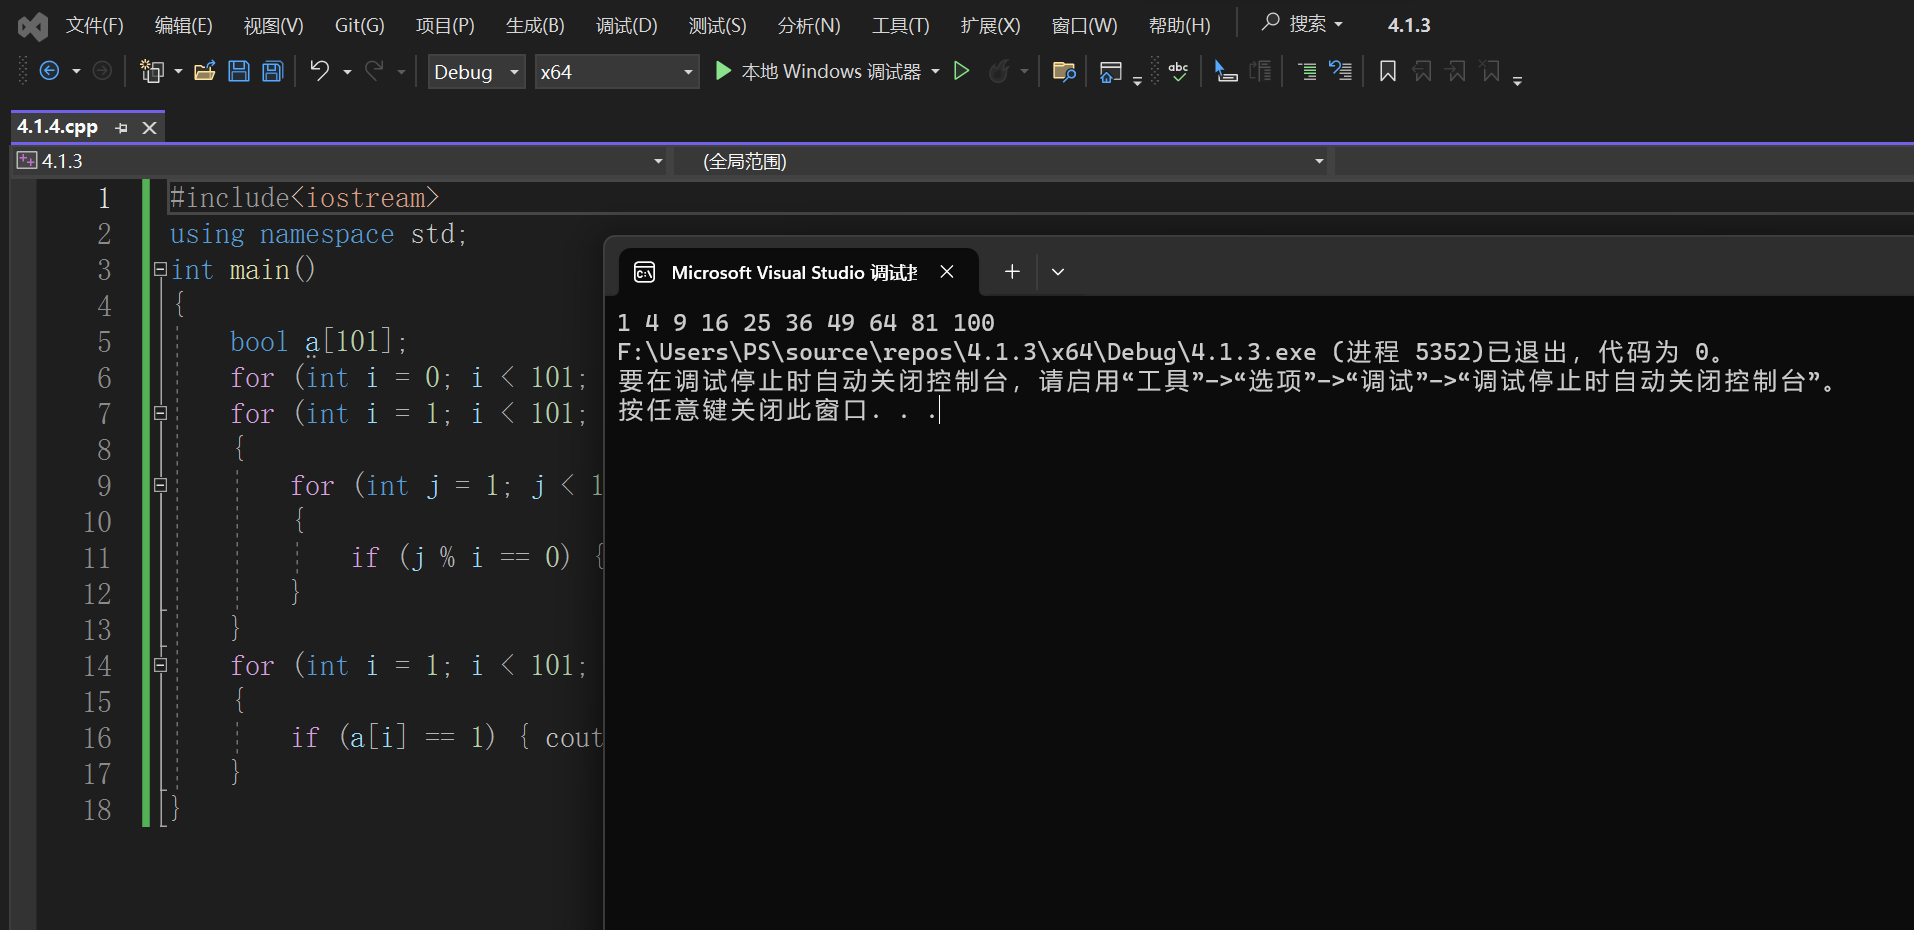 文件(F) 编辑(E) 视图(V) Git(G) 项目(P) 生成(B) 调试(D) 测试(S) 分析(N) 工具(T) 扩展(X) 窗口(W) 帮助(H) 搜索 4.1.3
Debug x64 本地 Windows 调试器 abc
4.1.4.cpp
4.1.3 (全局范围)
1 #include<iostream>
2 using namespace std;
3 int main()
4 {
5 bool a[101];
6 for (int i = 0; i < 101;
7 for (int i = 1; i < 101;
8 {
9 for (int j = 1; j < 1
10 {
11 if (j % i == 0) {
12 }
13 }
14 for (int i = 1; i < 101;
15 {
16 if (a[i] == 1) { cout
17 }
18 }
Microsoft Visual Studio 调试
1 4 9 16 25 36 49 64 81 100
F:\Users\PS\source\repos\4.1.3\x64\Debug\4.1.3.exe (进程 5352)已退出，代码为 0。
要在调试停止时自动关闭控制台，请启用“工具”->“选项”->“调试”->“调试停止时自动关闭控制台”。
按任意键关闭此窗口. . .